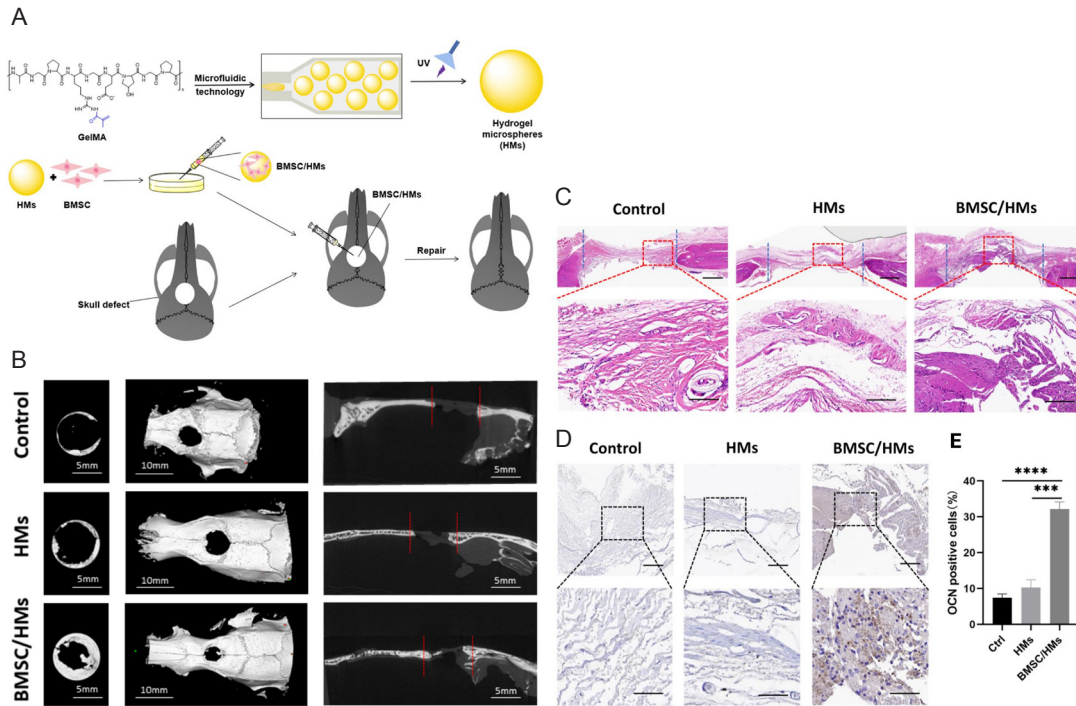 A
Microfluidic
technology
UV
GelMA
Hydrogel
microspheres
(HMs)
BMSC/HMs
HMs
+
BMSC
BMSC/HMs
Repair
Skull defect
B
Control
5mm
10mm
5mm
HMs
5mm
10mm
5mm
BMSC/HMs
5mm
10mm
5mm
C
Control
HMs
BMSC/HMs
D
Control
HMs
BMSC/HMs
E
****
***
OCN positive cells(%)
40
30
20
10
0
Ctrl
HMs
BMSC/HMs